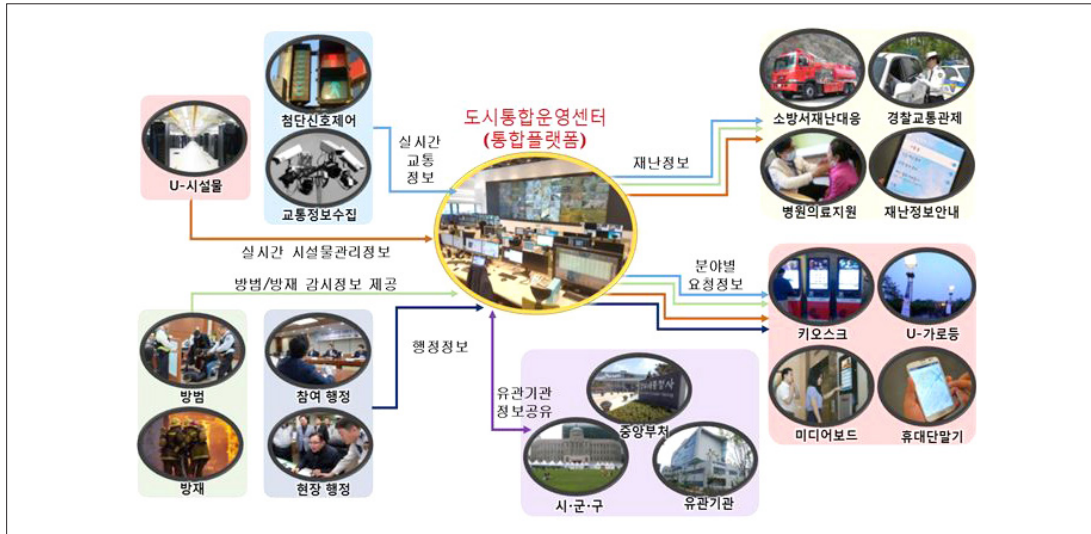 첨단신호제어
교통정보수집
U-시설물
실시간
교통
정보
실시간 시설물관리정보
방범/방재 감시정보 제공
도시통합운영센터
(통합플랫폼)
재난정보
소방서재난대응
경찰교통관제
병원의료지원
재난정보안내
분야별
요청정보
키오스크
U-가로등
미디어보드
휴대단말기
방범
방재
참여 행정
현장 행정
행정정보
유관기관
정보공유
중앙부처
시·군·구
유관기관